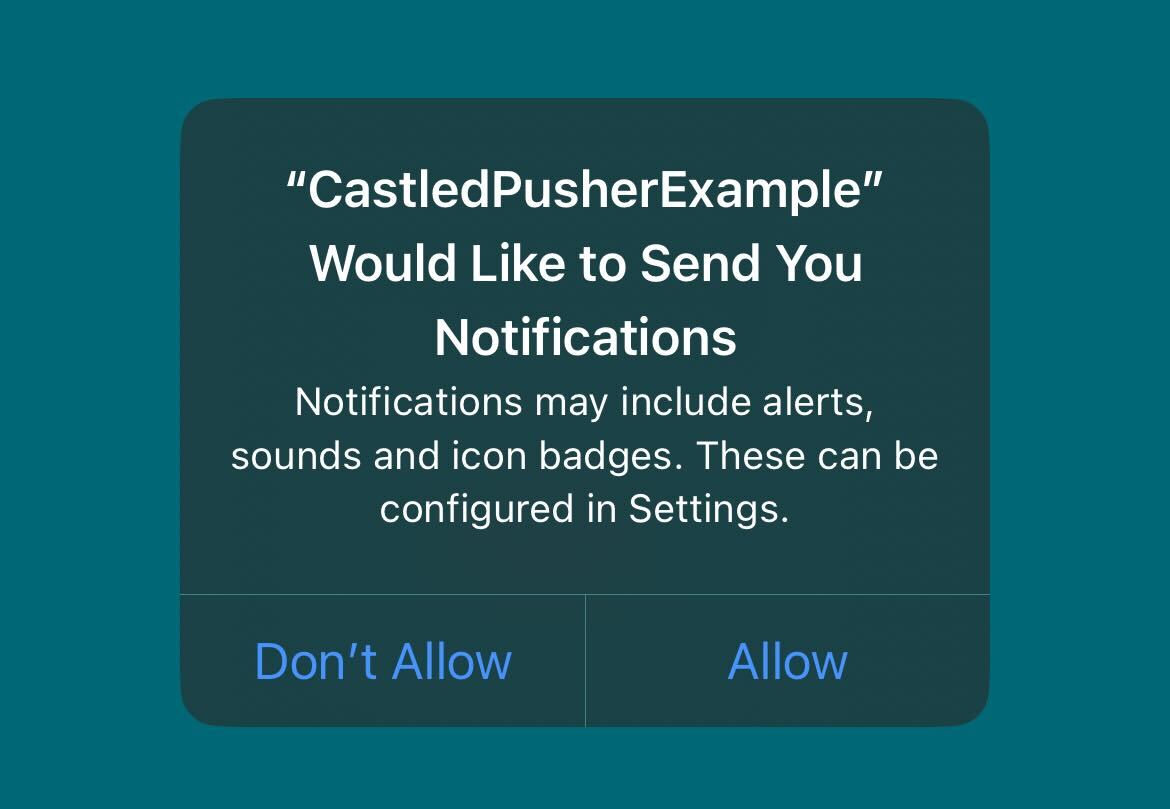 “CastledPusherExample”
Would Like to Send You
Notifications
Notifications may include alerts,
sounds and icon badges. These can be
configured in Settings.
Don’t Allow
Allow